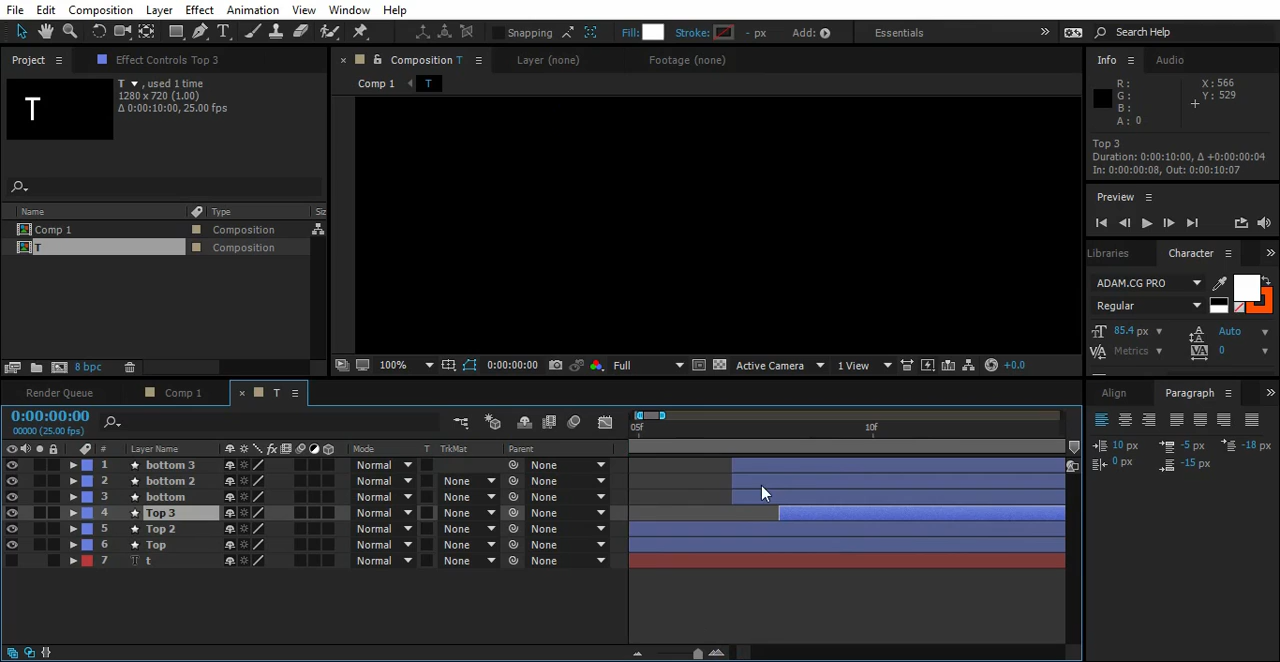 File Edit Composition Layer Effect Animation View Window Help
T Snapping Fill: Stroke: - px Add: Essentials » Search Help
Project Effect Controls Top 3 × Composition T Layer (none) Footage (none) Info Audio
T , used 1 time
1280 x 720 (1.00)
Δ 0:00:10:00, 25.00 fps
T
Comp 1 T
R :
G :
B :
A : 0
X : 566
Y : 529
Top 3
Duration: 0:00:10:00, Δ +0:00:00:04
In: 0:00:00:08, Out: 0:00:10:07
Preview
Name Type Siz
Comp 1 Composition
T Composition
Libraries Character »
ADAM.CG PRO
Regular
85.4 px Auto
Metrics 0
8 bpc
100% 0:00:00:00 Full Active Camera 1 View +0.0
Render Queue Comp 1 × T
Align Paragraph »
0:00:00:00
00000 (25.00 fps)
05f 10f
# Layer Name fx Mode T TrkMat Parent
1 bottom 3 Normal None
2 bottom 2 Normal None None
3 bottom Normal None None
4 Top 3 Normal None None
5 Top 2 Normal None None
6 Top Normal None None
7 T t Normal None None
10 px -5 px -18 px
0 px -15 px